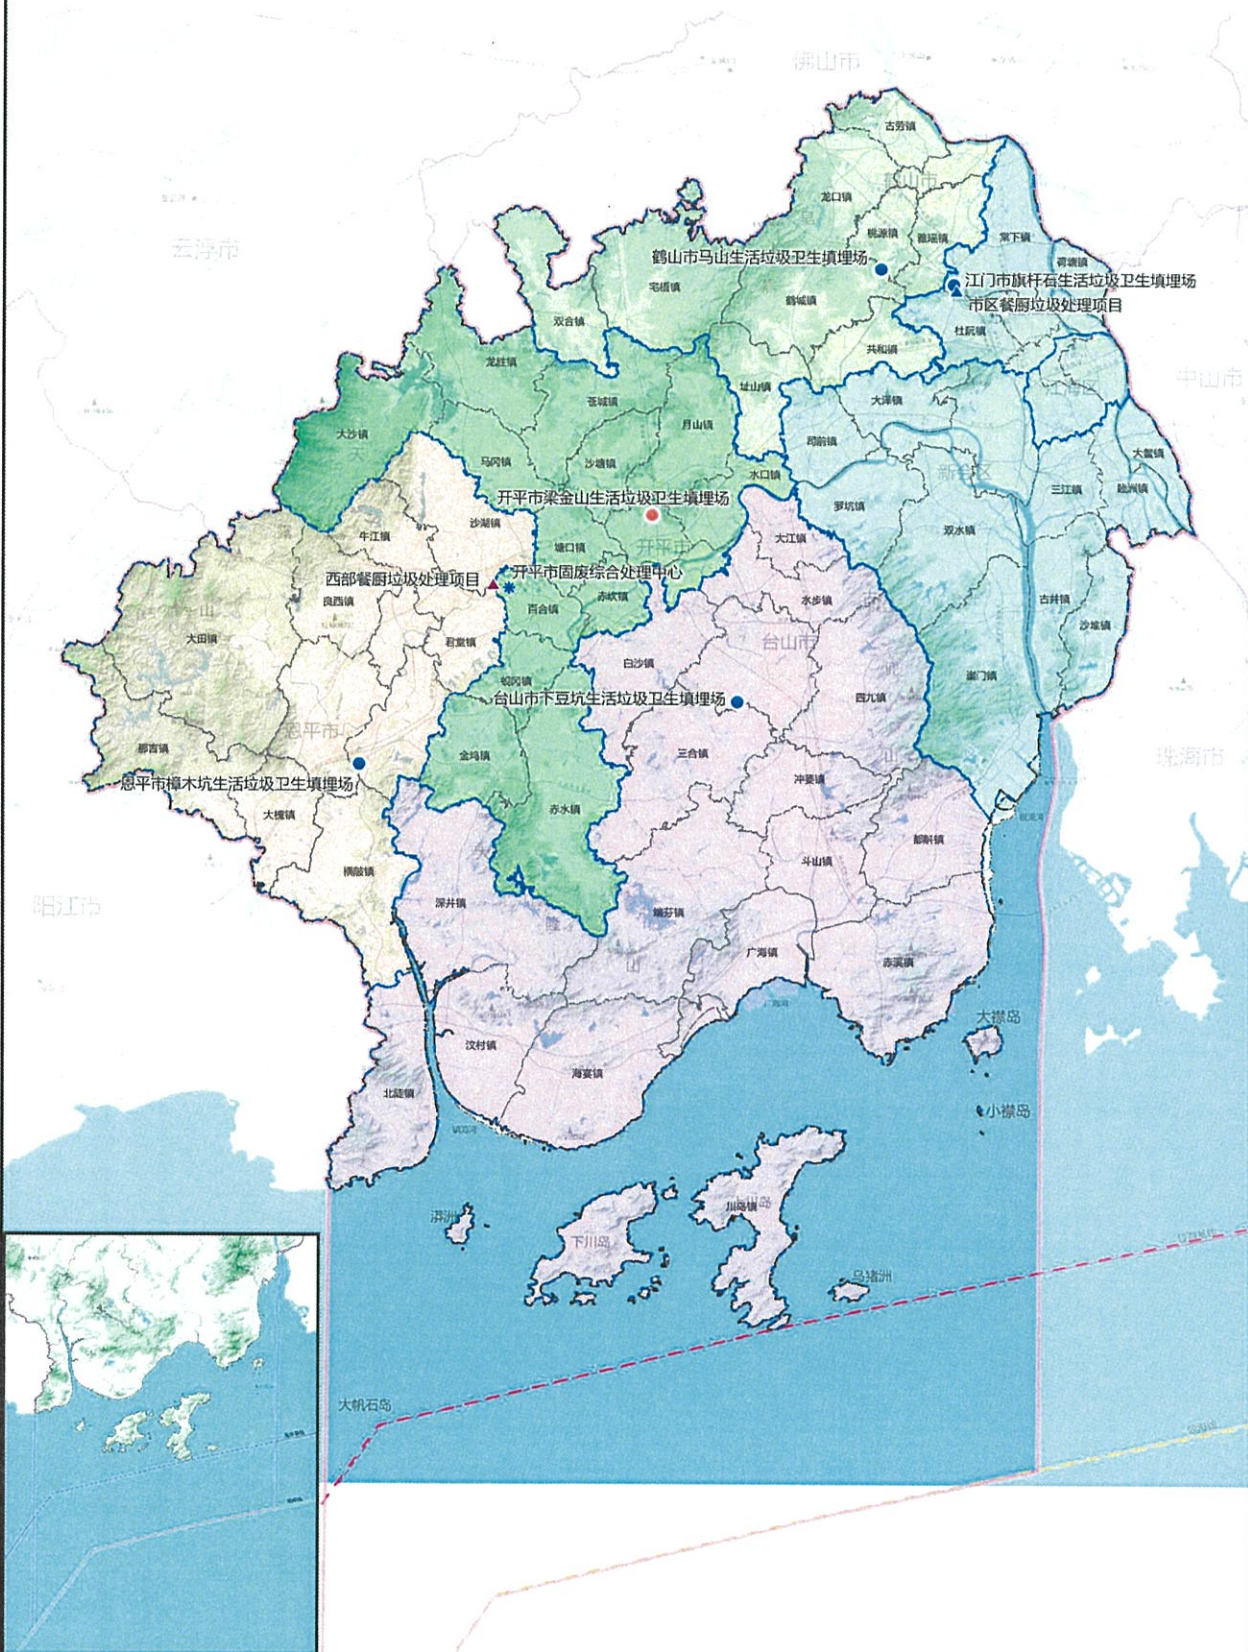 佛山市
古劳镇
鹤山市
龙口镇
桃源镇
雅瑶镇
棠下镇
荷塘镇
云浮市
鹤山市马山生活垃圾卫生填埋场
江门市旗杆石生活垃圾卫生填埋场
市区餐厨垃圾处理项目
宅梧镇
鹤城镇
双合镇
杜阮镇
共和镇
龙胜镇
中山市
址山镇
江海区
苍城镇
大泽镇
月山镇
大沙镇
司前镇
马冈镇
沙塘镇
水口镇
新会区
大鳌镇
三江镇
睦洲镇
开平市梁金山生活垃圾卫生填埋场
罗坑镇
沙湖镇
双水镇
牛江镇
大江镇
塘口镇
开平市
开平市固废综合处理中心
西部餐厨垃圾处理项目
良西镇
百合镇
赤坎镇
水步镇
古井镇
山
大田镇
君堂镇
台山市
沙堆镇
白沙镇
崖门镇
蚬冈镇
台山市下豆坑生活垃圾卫生填埋场
四九镇
恩平市
那吉镇
金鸡镇
三合镇
山
珠海市
恩平市樟木坑生活垃圾卫生填埋场
冲蒌镇
大槐镇
赤水镇
都斛镇
斗山镇
横陂镇
阳江市
深井镇
端芬镇
隆
广海镇
山
赤溪镇
大襟岛
汶村镇
海宴镇
北陡镇
小襟岛
漭洲
川岛镇
上川岛
下川岛
乌猪洲
大帆石岛